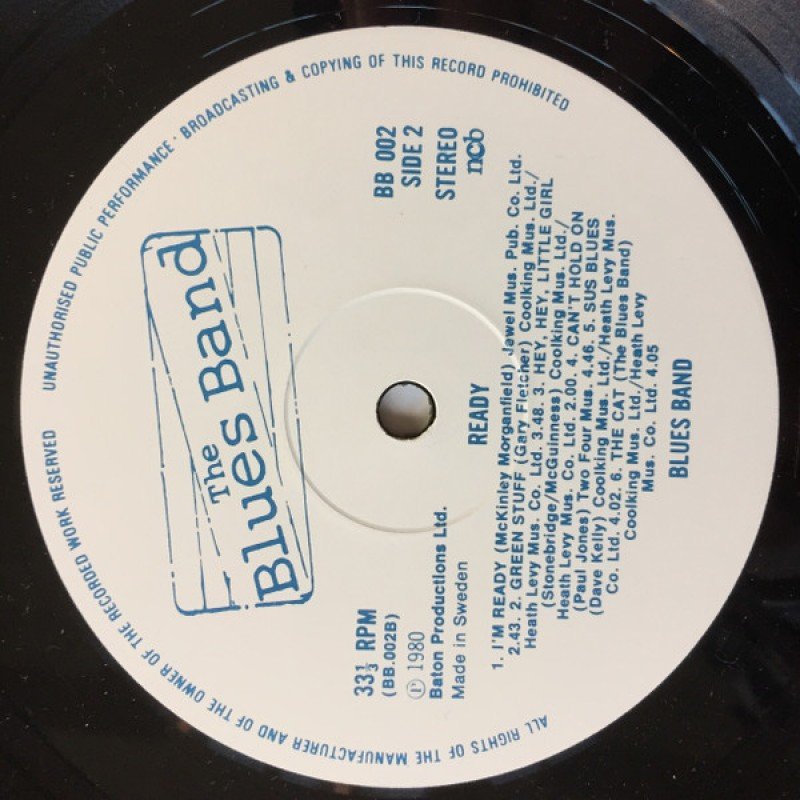 UNAUTHORISED PUBLIC PERFORMANCE · BROADCASTING & COPYING OF THIS RECORD PROHIBITED
The
Blues Band
33⅓ RPM
(BB.002B)
℗ 1980
Baton Productions Ltd.
Made in Sweden
BB 002
SIDE 2
STEREO
ncb
READY
1. I'M READY (McKinley Morganfield) Jewel Mus. Pub. Co. Ltd.
2.43. 2. GREEN STUFF (Gary Fletcher) Coolking Mus. Ltd./
Heath Levy Mus. Co. Ltd. 3.48. 3. HEY, HEY, LITTLE GIRL
(Stonebridge/McGuinness) Coolking Mus. Ltd./
Heath Levy Mus. Co. Ltd. 2.00. 4. CAN'T HOLD ON
(Paul Jones) Two Four Mus. 4.46. 5. SUS BLUES
(Dave Kelly) Coolking Mus. Ltd./Heath Levy Mus.
Co. Ltd. 4.02. 6. THE CAT (The Blues Band)
Coolking Mus. Ltd./Heath Levy
Mus. Co. Ltd. 4.05
BLUES BAND
ALL RIGHTS OF THE MANUFACTURER AND OF THE OWNER OF THE RECORDED WORK RESERVED